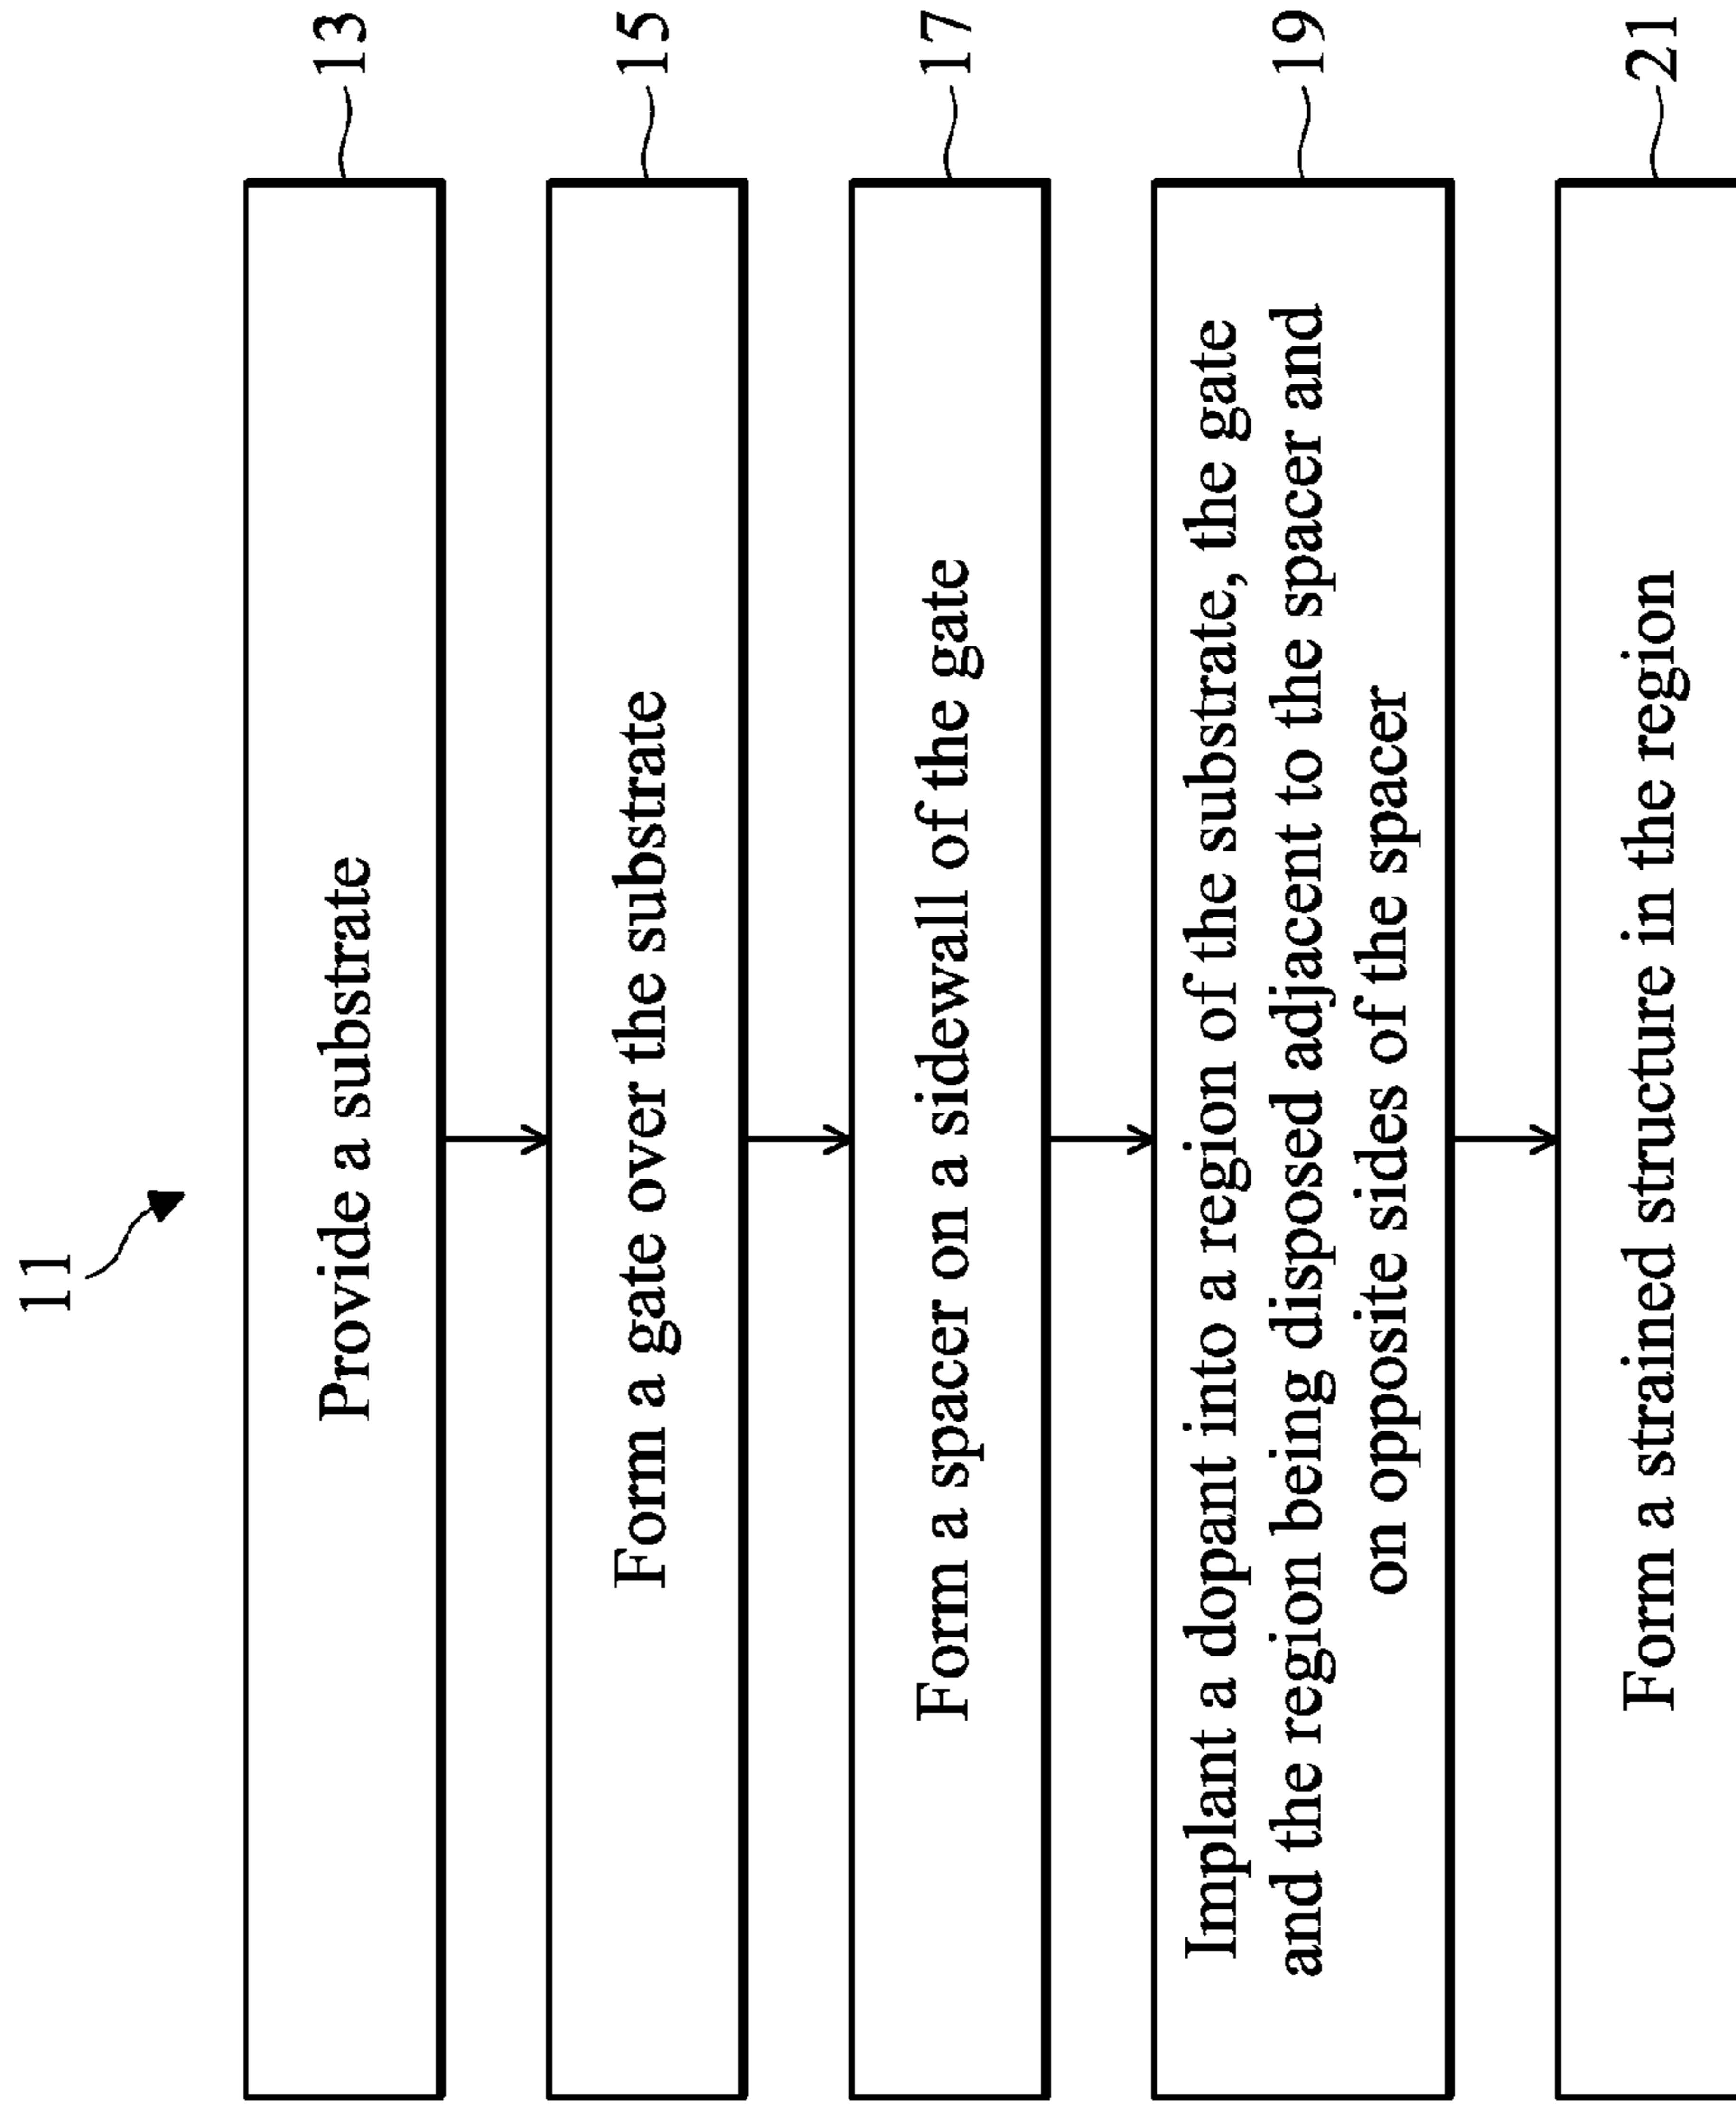 11
Provide a substrate
13
Form a gate over the substrate
15
Form a spacer on a sidewall of the gate
17
Implant a dopant into a region of the substrate, the gate
and the region being disposed adjacent to the spacer and
on opposite sides of the spacer
19
Form a strained structure in the region
21